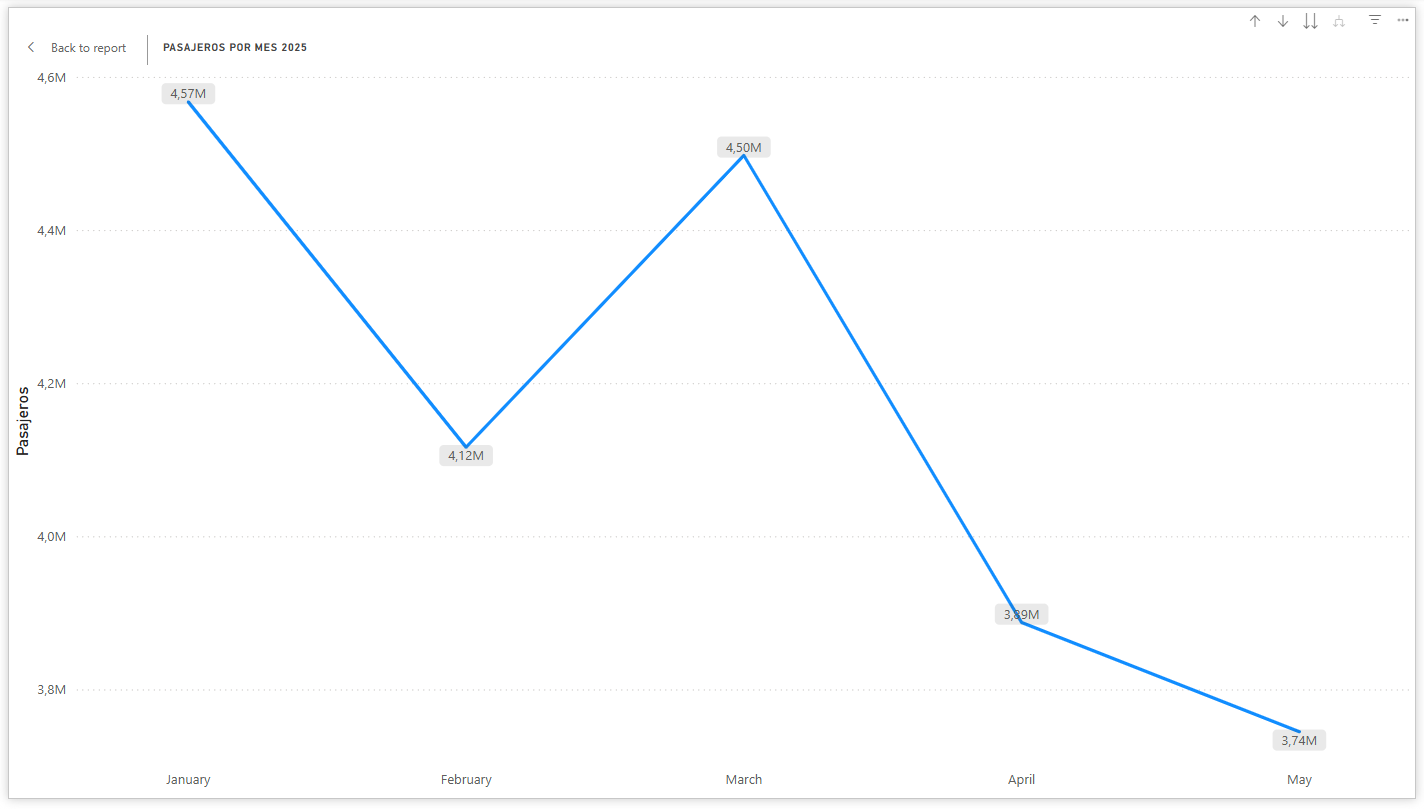 Back to report
PASAJEROS POR MES 2025
4,6M
4,57M
4,50M
4,4M
4,2M
Pasajeros
4,12M
4,0M
3,89M
3,8M
3,74M
January February March April May